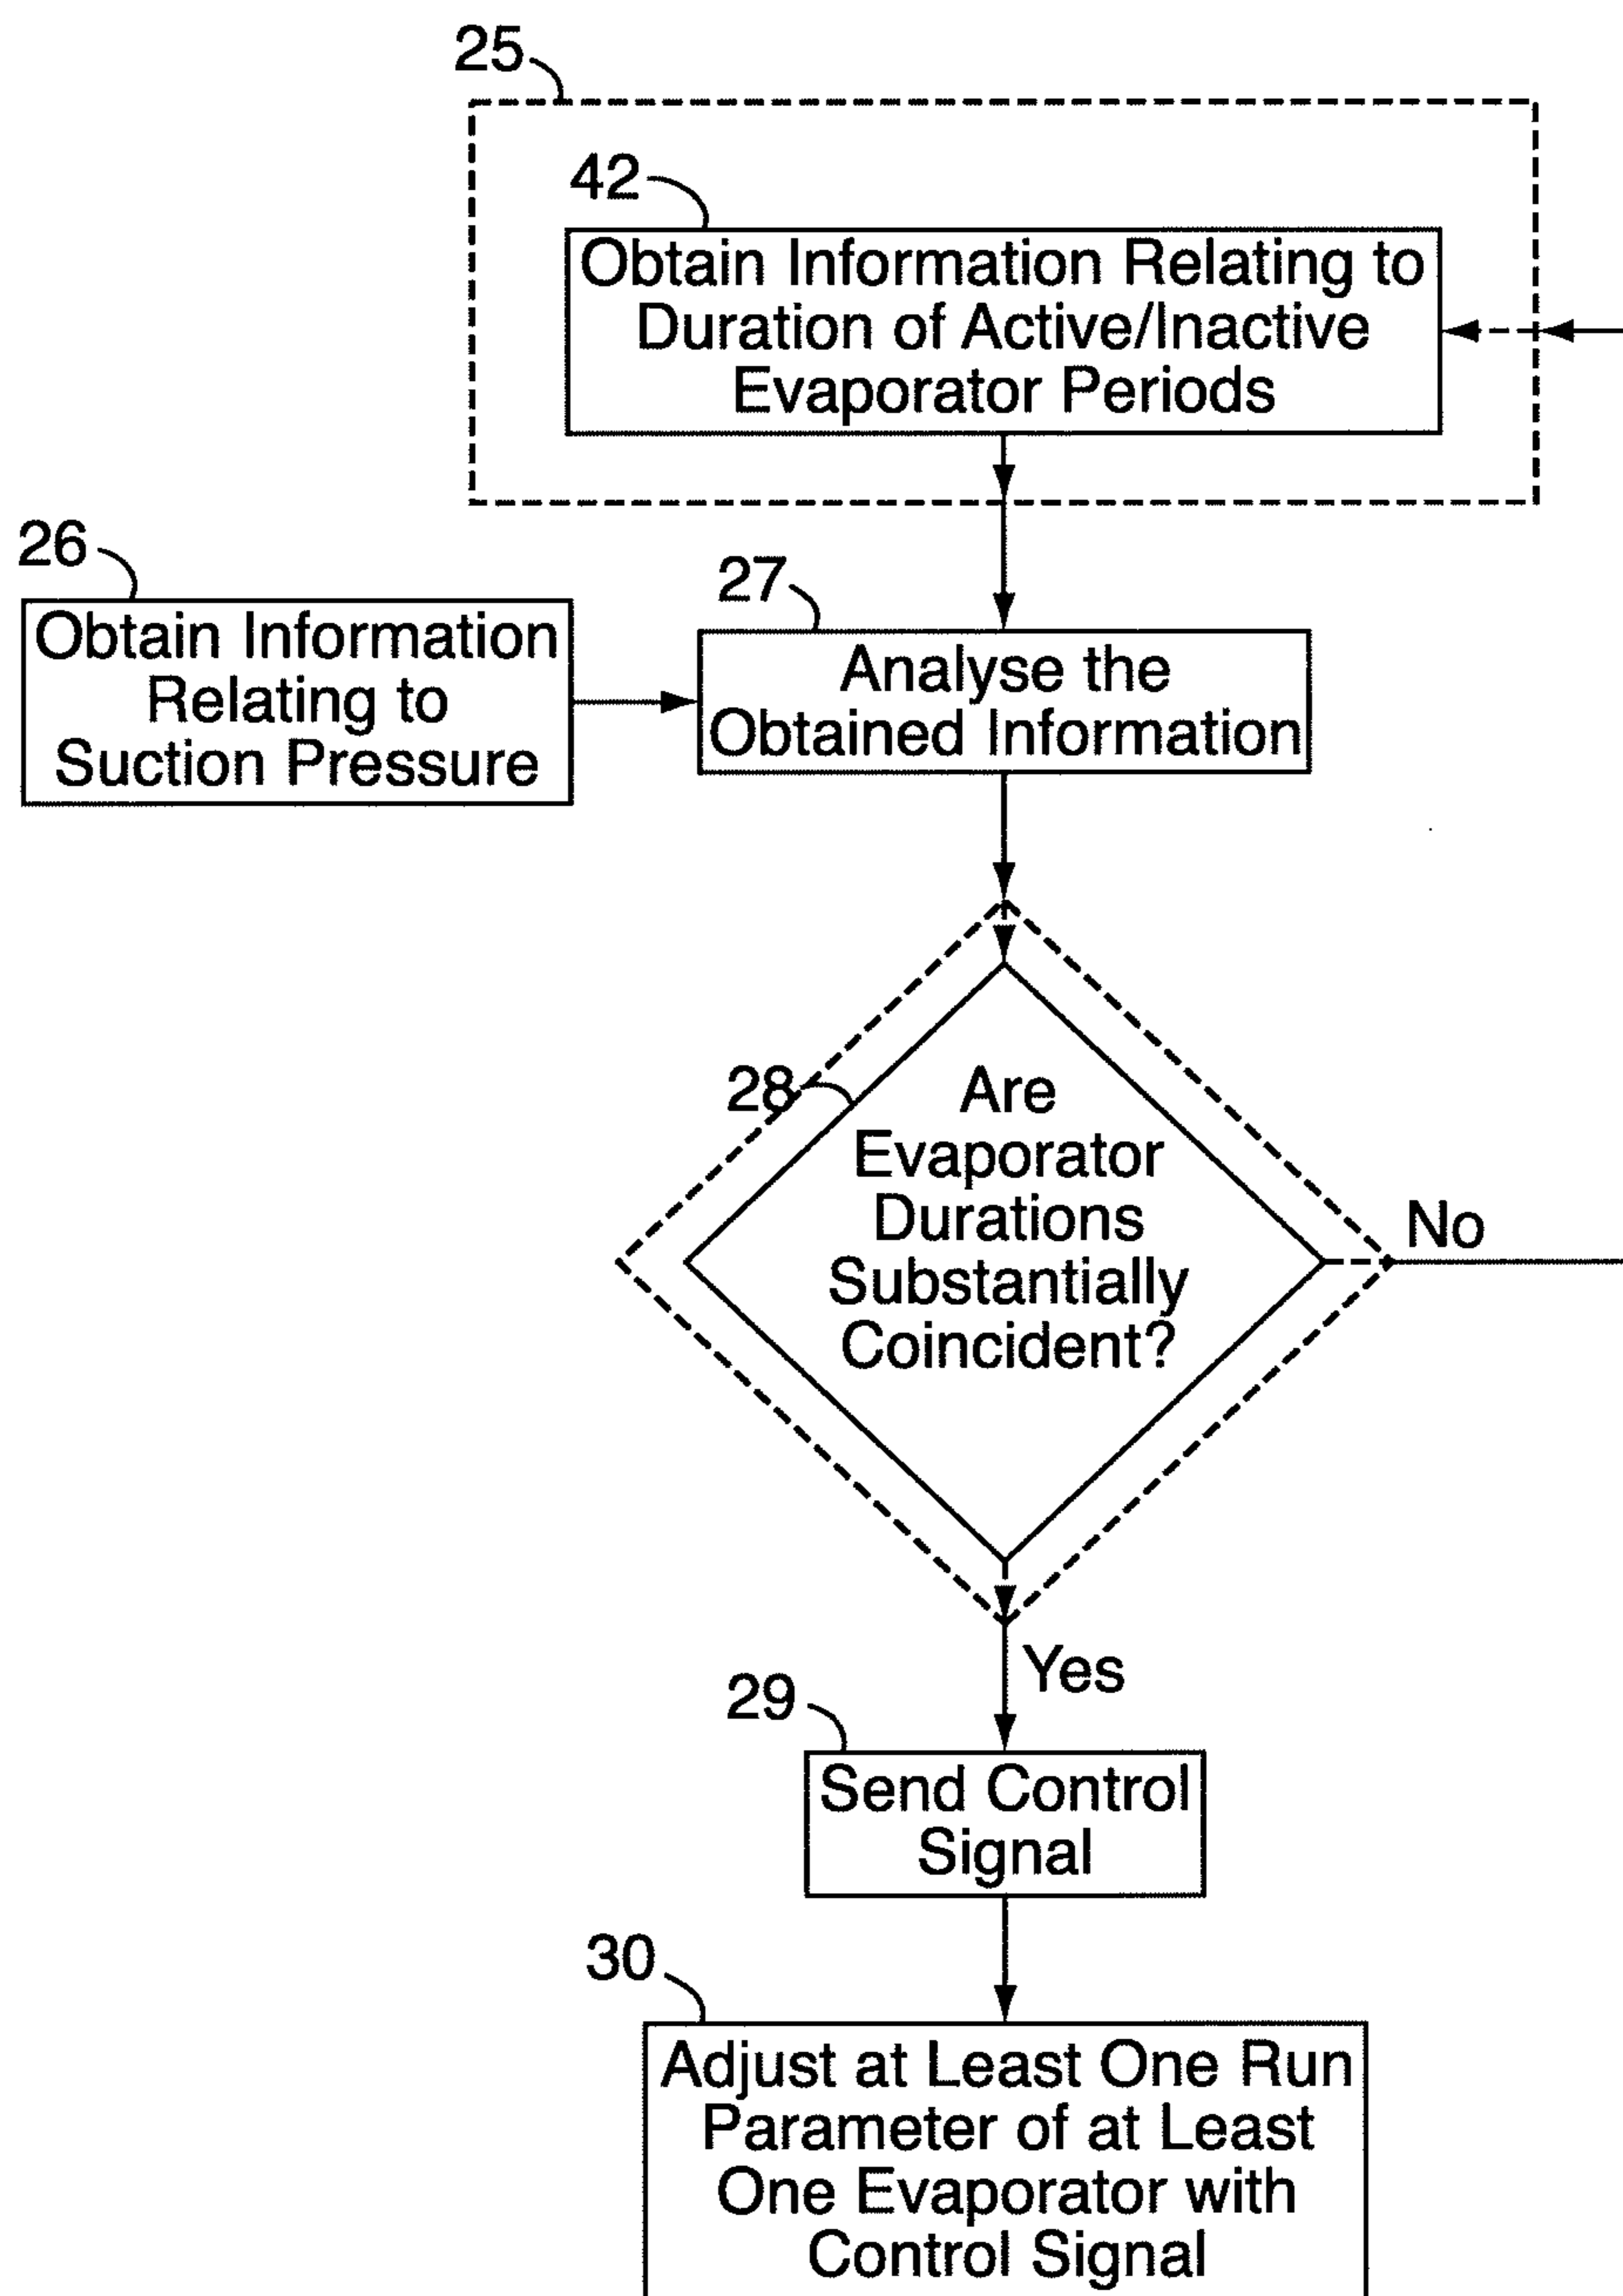 25
42
Obtain Information Relating to
Duration of Active/Inactive
Evaporator Periods
26
Obtain Information
Relating to
Suction Pressure
27
Analyse the
Obtained Information
28
Are
Evaporator
Durations
Substantially
Coincident?
No
Yes
29
Send Control
Signal
30
Adjust at Least One Run
Parameter of at Least
One Evaporator with
Control Signal